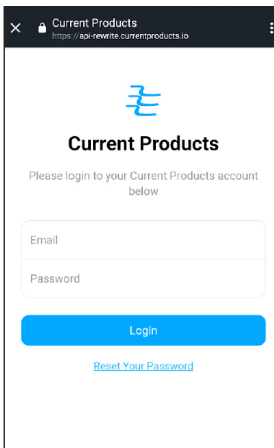 Current Products
https://api-rewrite.currentproducts.io
Current Products
Please login to your Current Products account
below
Email
Password
Login
Reset Your Password